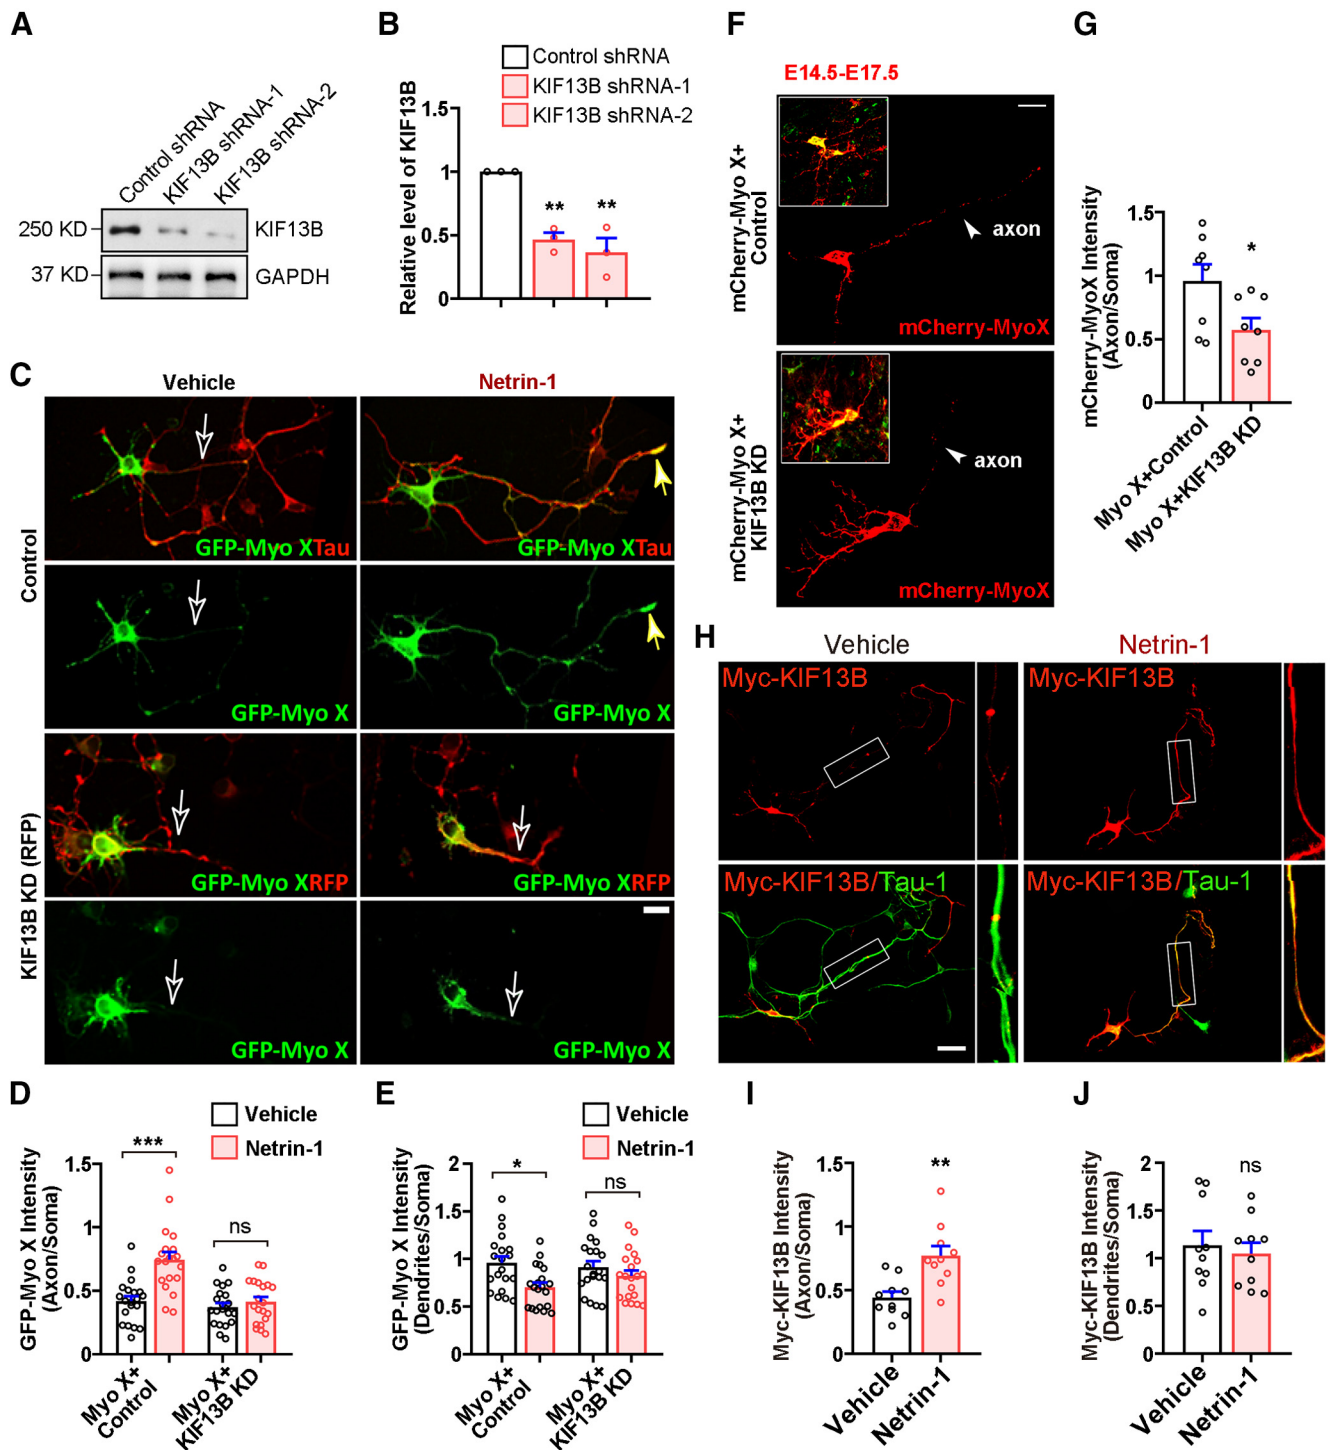 A
Control shRNA
KIF13B shRNA-1
KIF13B shRNA-2
250 KD
KIF13B
37 KD
GAPDH
B
Control shRNA
KIF13B shRNA-1
KIF13B shRNA-2
Relative level of KIF13B
1.5
1
0.5
0
**
**
C
Vehicle
Netrin-1
Control
GFP-Myo XTau
GFP-Myo XTau
GFP-Myo X
GFP-Myo X
KIF13B KD (RFP)
GFP-Myo XRFP
GFP-Myo XRFP
GFP-Myo X
GFP-Myo X
D
Vehicle
Netrin-1
GFP-Myo X Intensity
(Axon/Soma)
1.5
1
0.5
0
***
ns
Myo X+
Control
Myo X+
KIF13B KD
E
Vehicle
Netrin-1
GFP-Myo X Intensity
(Dendrites/Soma)
2
1.5
1
0.5
0
*
ns
Myo X+
Control
Myo X+
KIF13B KD
F
E14.5-E17.5
mCherry-Myo X+
Control
axon
mCherry-MyoX
mCherry-Myo X+
KIF13B KD
axon
mCherry-MyoX
G
mCherry-MyoX Intensity
(Axon/Soma)
1.5
1
0.5
0
*
Myo X+Control
Myo X+KIF13B KD
H
Vehicle
Netrin-1
Myc-KIF13B
Myc-KIF13B
Myc-KIF13B/Tau-1
Myc-KIF13B/Tau-1
I
Myc-KIF13B Intensity
(Axon/Soma)
1.5
1
0.5
0
**
Vehicle
Netrin-1
J
Myc-KIF13B Intensity
(Dendrites/Soma)
2
1.5
1
0.5
0
ns
Vehicle
Netrin-1